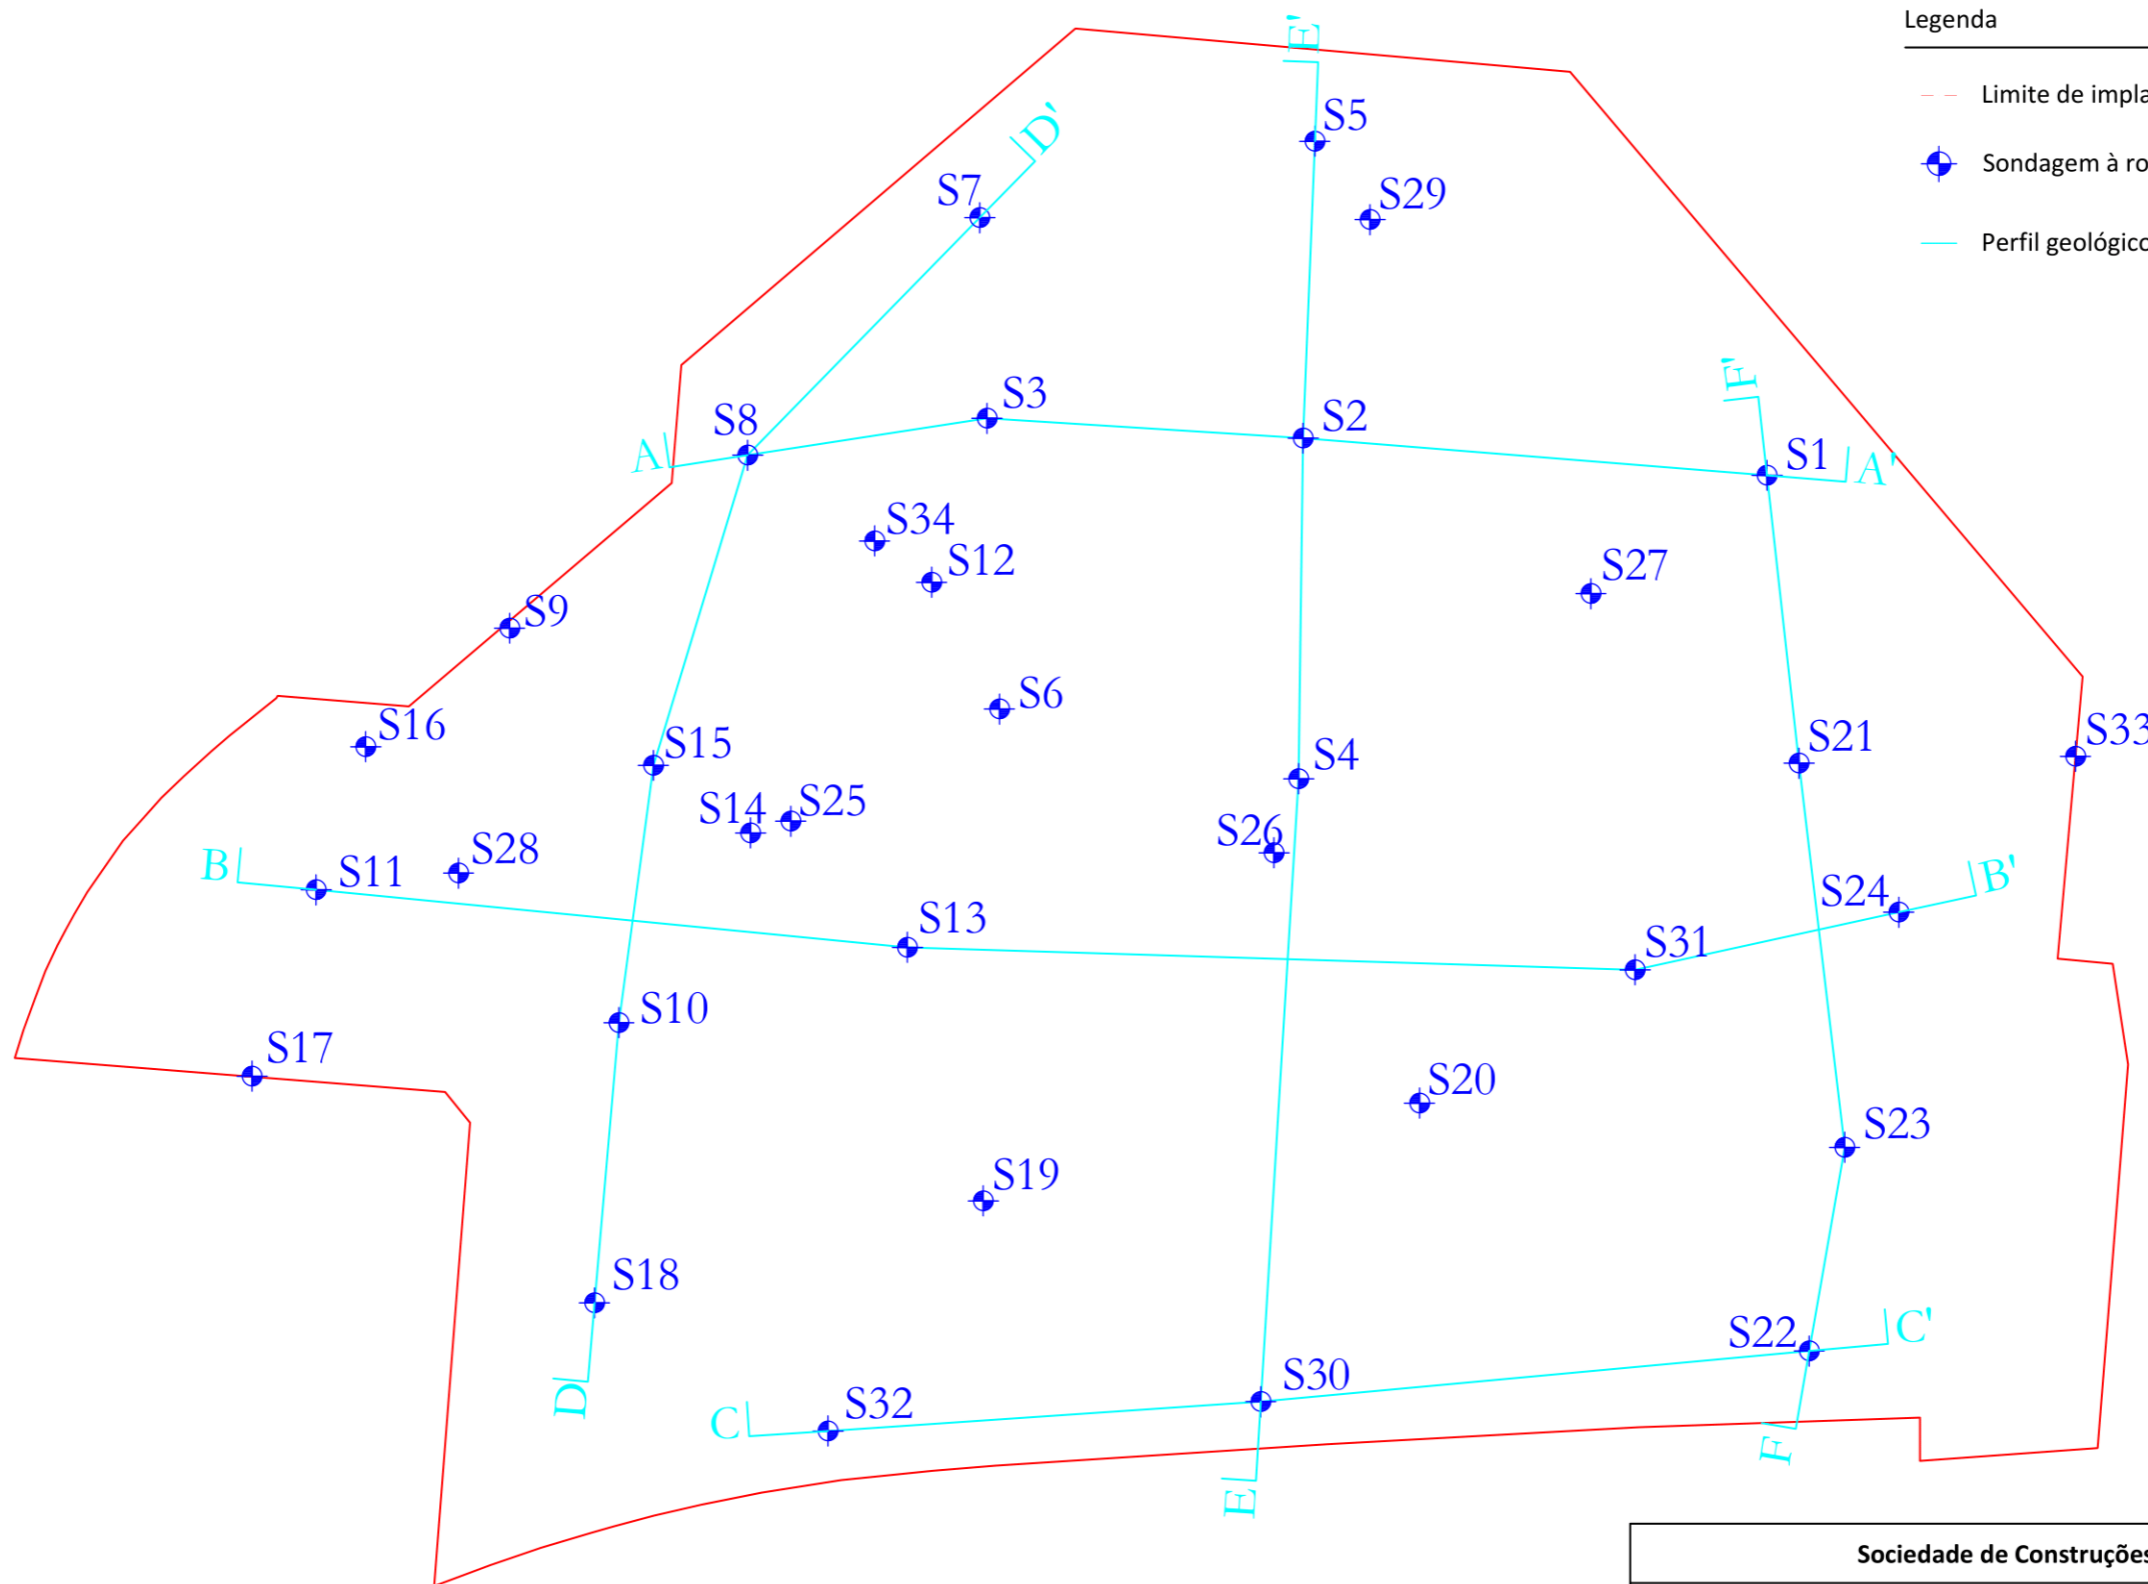 Legenda
E'
Limite de impla
D'
S5
Sondagem à ro
S7
S29
Perfil geológico
F'
S3
S8
S2
A
S1
A'
S34
S12
S27
S9
S6
S16
S15
S21
S33
S4
S14
S25
S26
S28
B
S11
B'
S24
S13
S31
S10
S17
S20
S23
S19
S18
C'
S22
D
S30
C
S32
F
E
Sociedade de Construções